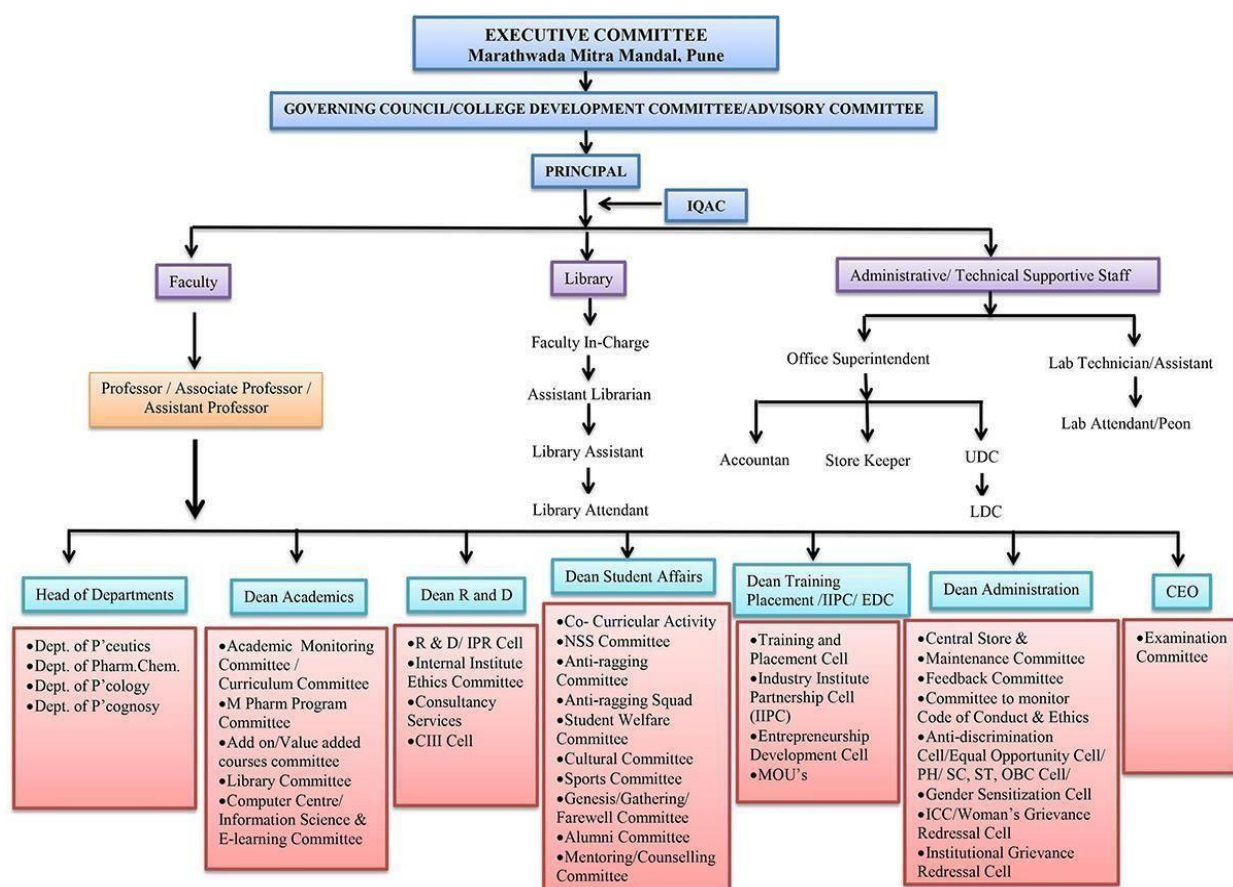 EXECUTIVE COMMITTEE
Marathwada Mitra Mandal, Pune
GOVERNING COUNCIL/COLLEGE DEVELOPMENT COMMITTEE/ADVISORY COMMITTEE
PRINCIPAL
IQAC
Faculty
Library
Administrative/ Technical Supportive Staff
Professor / Associate Professor /
Assistant Professor
Faculty In-Charge
Assistant Librarian
Library Assistant
Library Attendant
Office Superintendent
Lab Technician/Assistant
Lab Attendant/Peon
Accountan
Store Keeper
UDC
LDC
Head of Departments
•Dept. of P'ceutics
•Dept. of Pharm.Chem.
•Dept. of P'cology
•Dept. of P'cognosy
Dean Academics
•Academic Monitoring
Committee /
Curriculum Committee
•M Pharm Program
Committee
•Add on/Value added
courses committee
•Library Committee
•Computer Centre/
Information Science &
E-learning Committee
Dean R and D
•R & D/ IPR Cell
•Internal Institute
Ethics Committee
•Consultancy
Services
•CIII Cell
Dean Student Affairs
•Co- Curricular Activity
•NSS Committee
•Anti-ragging
Committee
•Anti-ragging Squad
•Student Welfare
Committee
•Cultural Committee
•Sports Committee
•Genesis/Gathering/
Farewell Committee
•Alumni Committee
•Mentoring/Counselling
Committee
Dean Training
Placement /IIPC/ EDC
•Training and
Placement Cell
•Industry Institute
Partnership Cell
(IIPC)
•Entrepreneurship
Development Cell
•MOU's
Dean Administration
•Central Store &
•Maintenance Committee
•Feedback Committee
•Committee to monitor
Code of Conduct & Ethics
•Anti-discrimination
Cell/Equal Opportunity Cell/
PH/ SC, ST, OBC Cell/
•Gender Sensitization Cell
•ICC/Woman's Grievance
Redressal Cell
•Institutional Grievance
Redressal Cell
CEO
•Examination
Committee